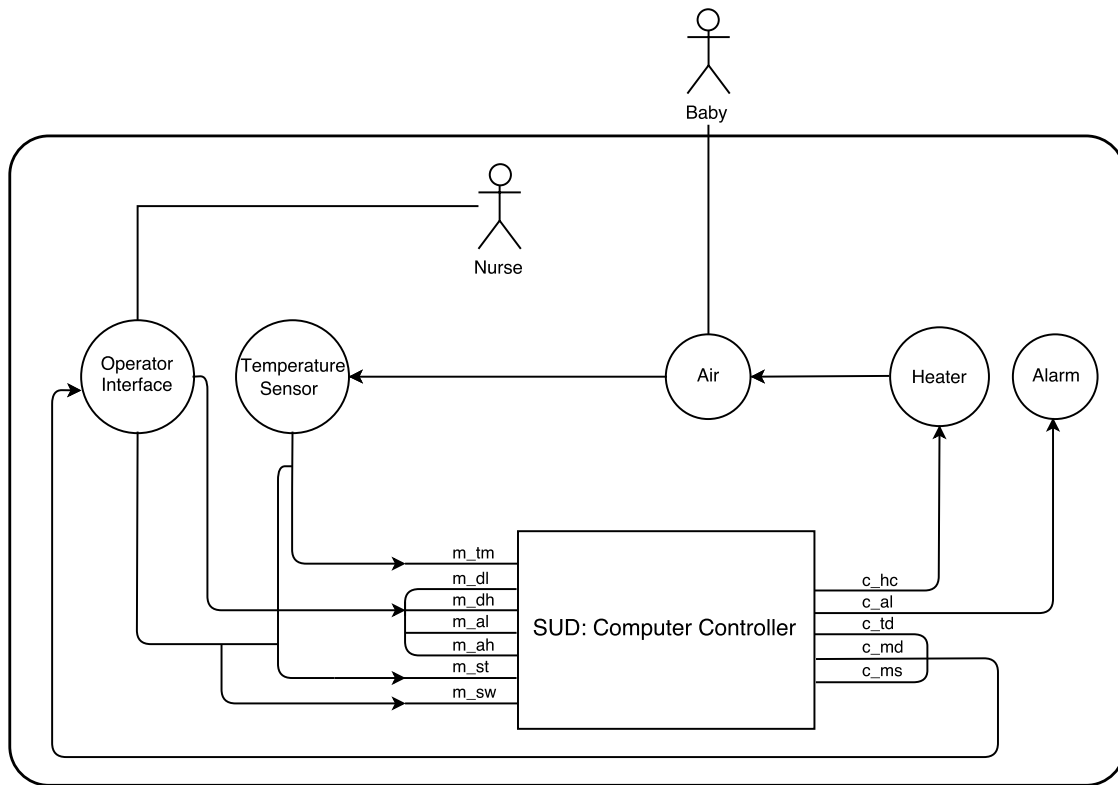 Baby
Nurse
Operator
Interface
Temperature
Sensor
Air
Heater
Alarm
m_tm
m_dl
m_dh
m_al
m_ah
m_st
m_sw
SUD: Computer Controller
c_hc
c_al
c_td
c_md
c_ms